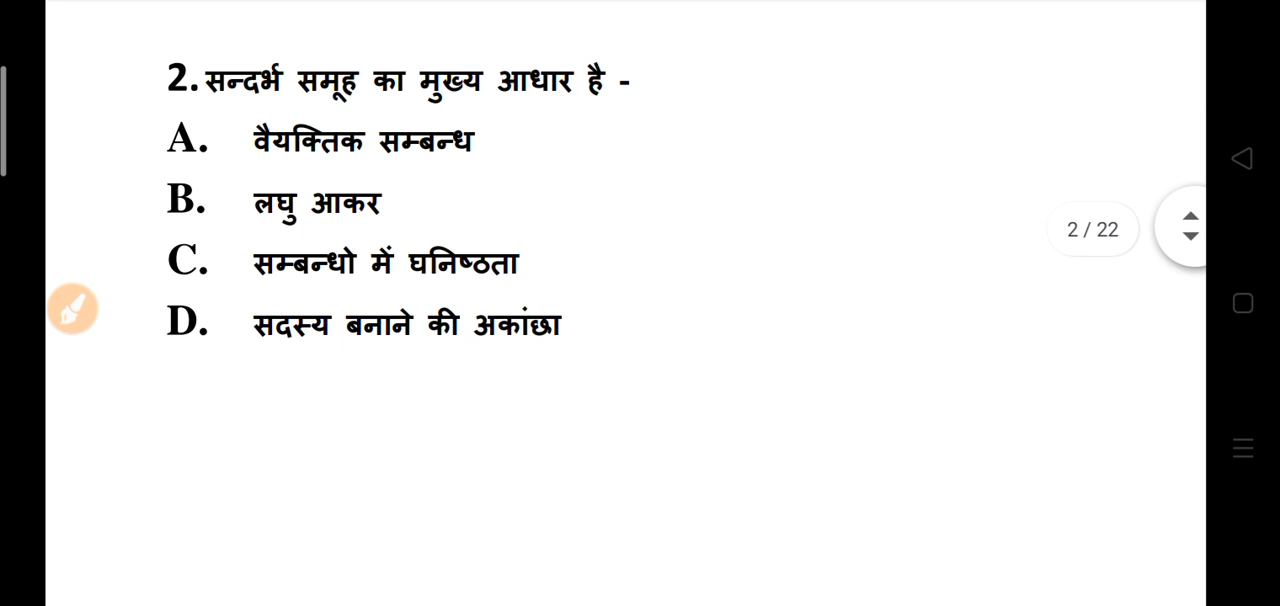 2. सन्दर्भ समूह का मुख्य आधार है -
A. वैयक्तिक सम्बन्ध
B. लघु आकर
2 / 22
C. सम्बन्धो में घनिष्ठता
D. सदस्य बनाने की अकांछा